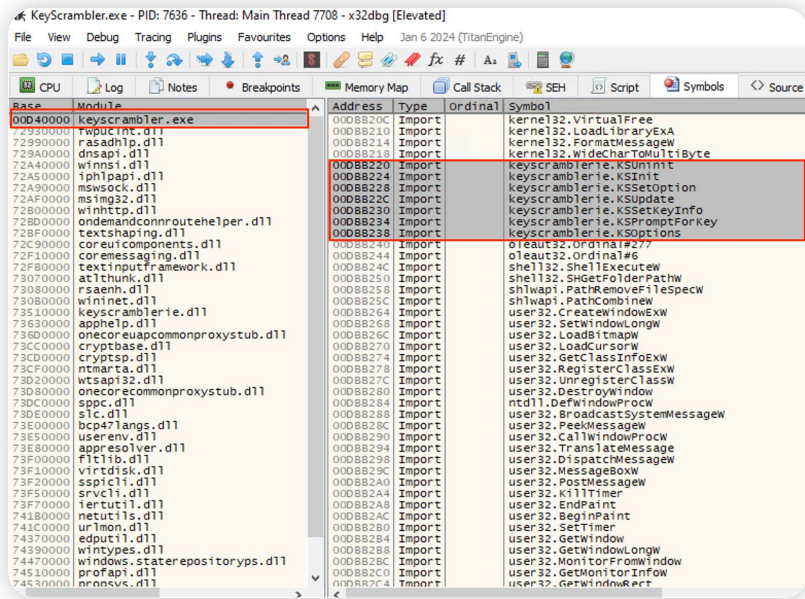 KeyScrambler.exe - PID: 7636 - Thread: Main Thread 7708 - x32dbg [Elevated]
File View Debug Tracing Plugins Favourites Options Help Jan 6 2024 (TitanEngine)
CPU Log Notes Breakpoints Memory Map Call Stack SEH Script Symbols Source
Base Module Address Type Ordinal Symbol
00D40000 keyscrambler.exe 00DBB20C Import kernel32.VirtualFree
72930000 fwpuclnt.dll 00DBB210 Import kernel32.LoadLibraryExA
72990000 rasadhlp.dll 00DBB214 Import kernel32.FormatMessageW
729A0000 dnsapi.dll 00DBB218 Import kernel32.WideCharToMultiByte
72A40000 winnsi.dll 00DBB220 Import keyscramblerie.KSUninit
72A50000 iphlpapi.dll 00DBB224 Import keyscramblerie.KSInit
72A90000 mswsock.dll 00DBB228 Import keyscramblerie.KSSetOption
72AF0000 msimg32.dll 00DBB22C Import keyscramblerie.KSUpdate
72B00000 winhttp.dll 00DBB230 Import keyscramblerie.KSSetKeyInfo
72BD0000 ondemandconnroutehelper.dll 00DBB234 Import keyscramblerie.KSPromptForKey
72BF0000 textshaping.dll 00DBB238 Import keyscramblerie.KSOptions
72C90000 coreuicomponents.dll 00DBB240 Import oleaut32.Ordinal#277
72F10000 coremessaging.dll 00DBB244 Import oleaut32.Ordinal#6
72FB0000 textinputframework.dll 00DBB24C Import shell32.ShellExecuteW
73070000 atlthunk.dll 00DBB250 Import shell32.SHGetFolderPathW
73080000 rsaenh.dll 00DBB258 Import shlwapi.PathRemoveFileSpecW
730B0000 wininet.dll 00DBB25C Import shlwapi.PathCombineW
73510000 keyscramblerie.dll 00DBB264 Import user32.CreateWindowExW
73630000 apphelp.dll 00DBB268 Import user32.SetWindowLongW
736D0000 onecoreuapcommonproxystub.dll 00DBB26C Import user32.LoadBitmapW
73CC0000 cryptbase.dll 00DBB270 Import user32.LoadCursorW
73CD0000 cryptsp.dll 00DBB274 Import user32.GetClassInfoExW
73CF0000 ntmarta.dll 00DBB278 Import user32.RegisterClassExW
73D20000 wtsapi32.dll 00DBB27C Import user32.UnregisterClassW
73D80000 onecorecommonproxystub.dll 00DBB280 Import user32.DestroyWindow
73DC0000 sppc.dll 00DBB284 Import ntdll.DefWindowProcW
73DE0000 slc.dll 00DBB288 Import user32.BroadcastSystemMessageW
73E00000 bcp47langs.dll 00DBB28C Import user32.PeekMessageW
73E50000 userenv.dll 00DBB290 Import user32.CallWindowProcW
73E80000 appresolver.dll 00DBB294 Import user32.TranslateMessage
73F00000 fltlib.dll 00DBB298 Import user32.DispatchMessageW
73F10000 virtdisk.dll 00DBB29C Import user32.MessageBoxW
73F20000 sspicli.dll 00DBB2A0 Import user32.PostMessageW
73F50000 srvcli.dll 00DBB2A4 Import user32.KillTimer
73F70000 iertutil.dll 00DBB2A8 Import user32.EndPaint
741B0000 netutils.dll 00DBB2AC Import user32.BeginPaint
741C0000 urlmon.dll 00DBB2B0 Import user32.SetTimer
74370000 edputil.dll 00DBB2B4 Import user32.GetWindow
74390000 wintypes.dll 00DBB2B8 Import user32.GetWindowLongW
74470000 windows.staterepositoryps.dll 00DBB2BC Import user32.MonitorFromWindow
74510000 profapi.dll 00DBB2C0 Import user32.GetMonitorInfoW
74530000 propsys.dll 00DBB2C4 Import user32.GetWindowRect